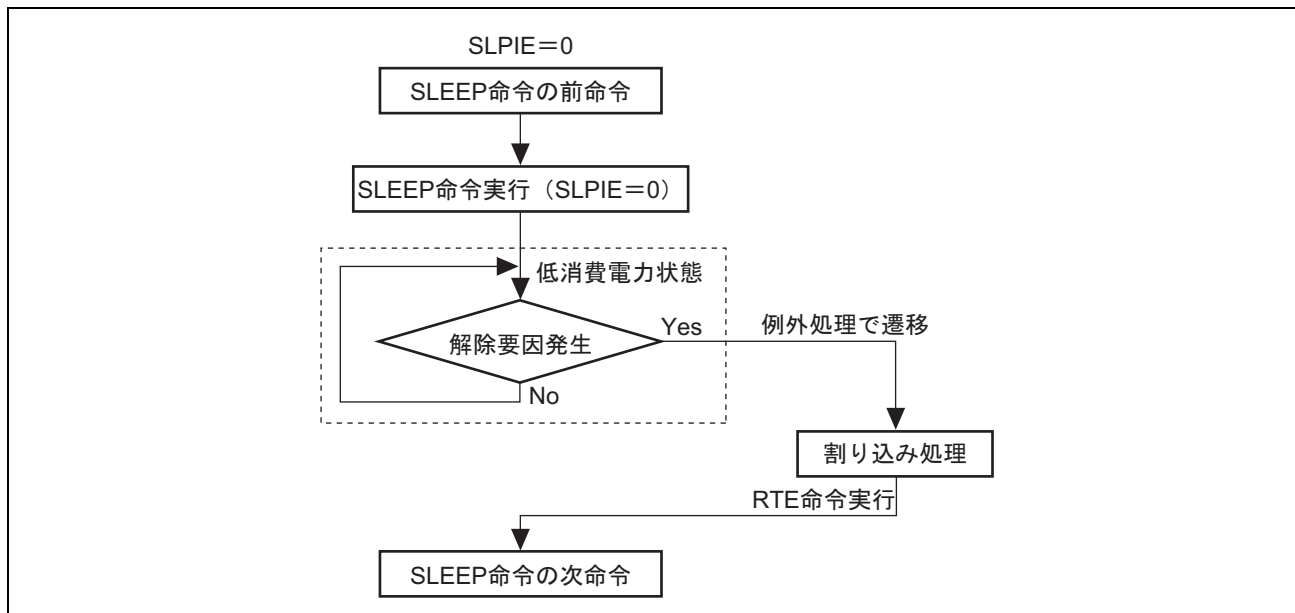 SLPIE＝0
SLEEP命令の前命令
SLEEP命令実行（SLPIE＝0）
低消費電力状態
解除要因発生
Yes
例外処理で遷移
No
割り込み処理
RTE命令実行
SLEEP命令の次命令